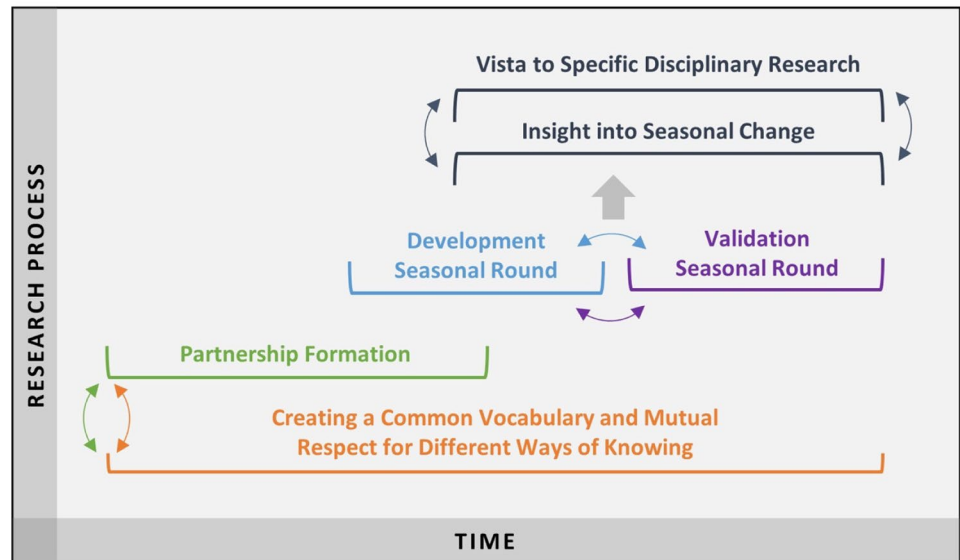 RESEARCH PROCESS
Vista to Specific Disciplinary Research
Insight into Seasonal Change
Development
Seasonal Round
Validation
Seasonal Round
Partnership Formation
Creating a Common Vocabulary and Mutual
Respect for Different Ways of Knowing
TIME